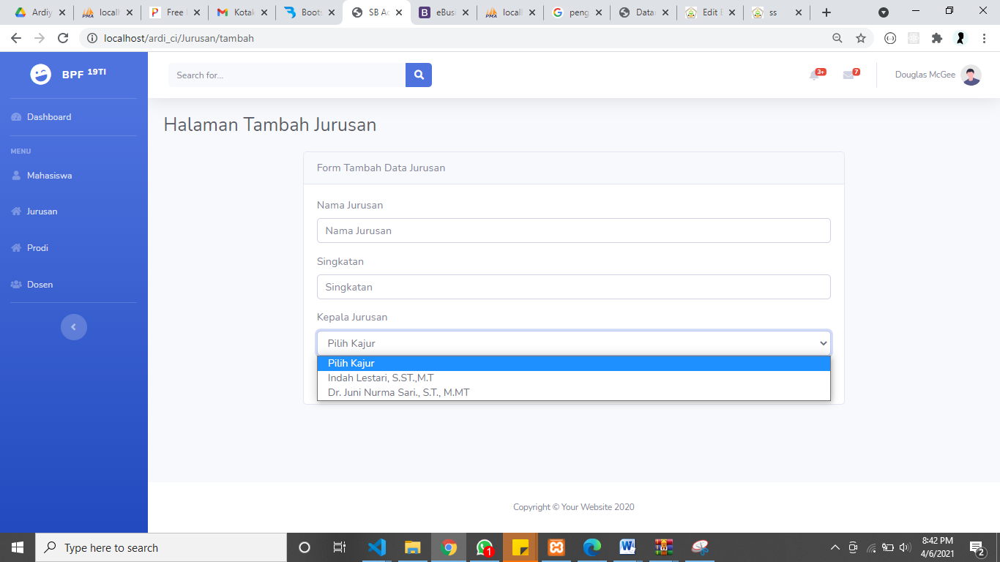 Ardiy
locall
Free
Kotak
Boots
SB Ad
eBusi
locall
peng
Data
Edit
ss
localhost/ardi_ci/Jurusan/tambah
BPF 19TI
Search for...
3+
7
Douglas McGee
Dashboard
MENU
Mahasiswa
Jurusan
Prodi
Dosen
Halaman Tambah Jurusan
Form Tambah Data Jurusan
Nama Jurusan
Nama Jurusan
Singkatan
Singkatan
Kepala Jurusan
Pilih Kajur
Pilih Kajur
Indah Lestari, S.ST.,M.T
Dr. Juni Nurma Sari., S.T., M.MT
Copyright © Your Website 2020
Type here to search
1
8:42 PM
4/6/2021
2